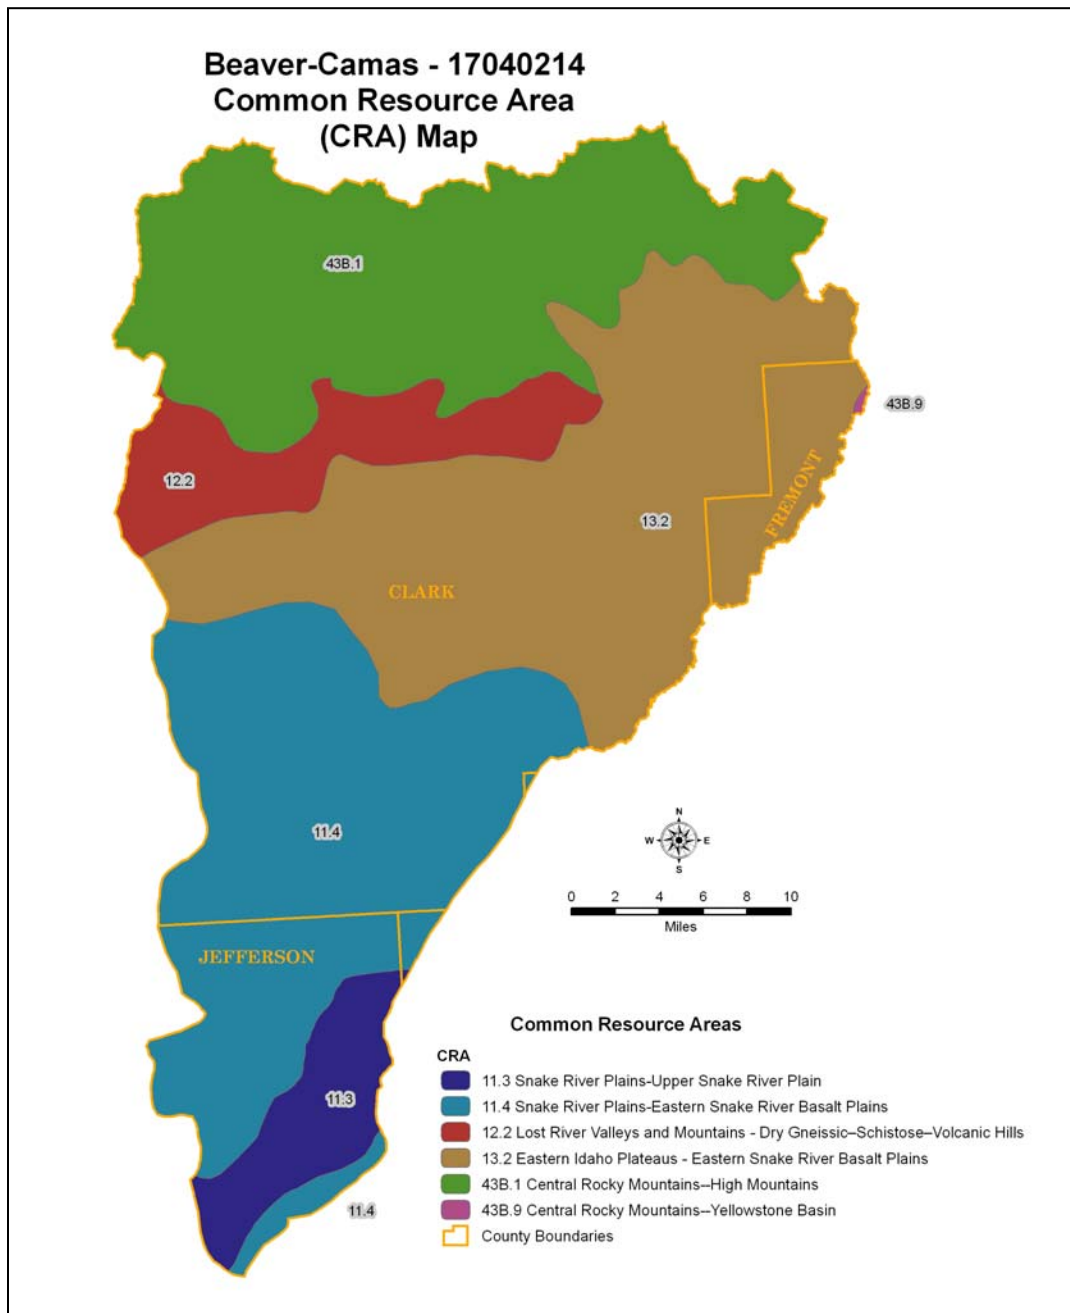 Beaver-Camas - 17040214
Common Resource Area
(CRA) Map
43B.1
43B.9
12.2
13.2
FREMONT
CLARK
11.4
N
W
E
S
0 2 4 6 8 10
Miles
JEFFERSON
11.3
11.4
Common Resource Areas
CRA
11.3 Snake River Plains-Upper Snake River Plain
11.4 Snake River Plains-Eastern Snake River Basalt Plains
12.2 Lost River Valleys and Mountains - Dry Gneissic–Schistose–Volcanic Hills
13.2 Eastern Idaho Plateaus - Eastern Snake River Basalt Plains
43B.1 Central Rocky Mountains--High Mountains
43B.9 Central Rocky Mountains--Yellowstone Basin
County Boundaries